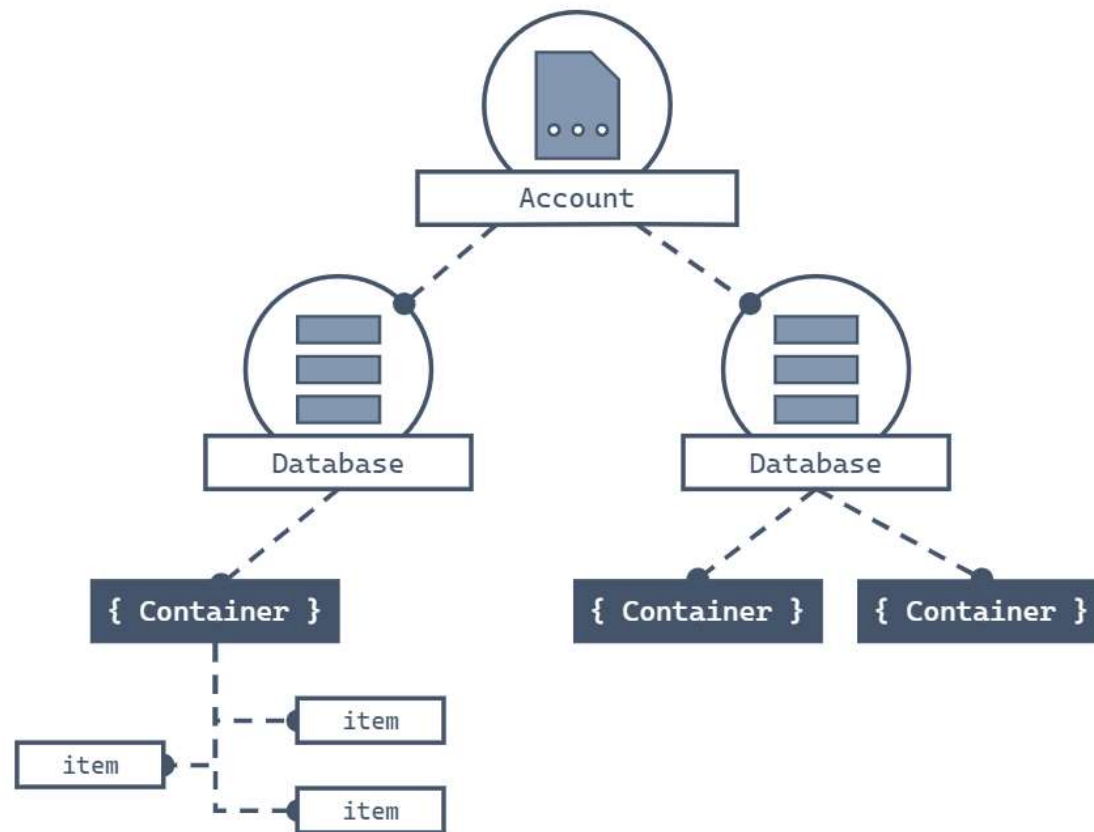 Account
Database
Database
{ Container }
{ Container }
{ Container }
item
item
item